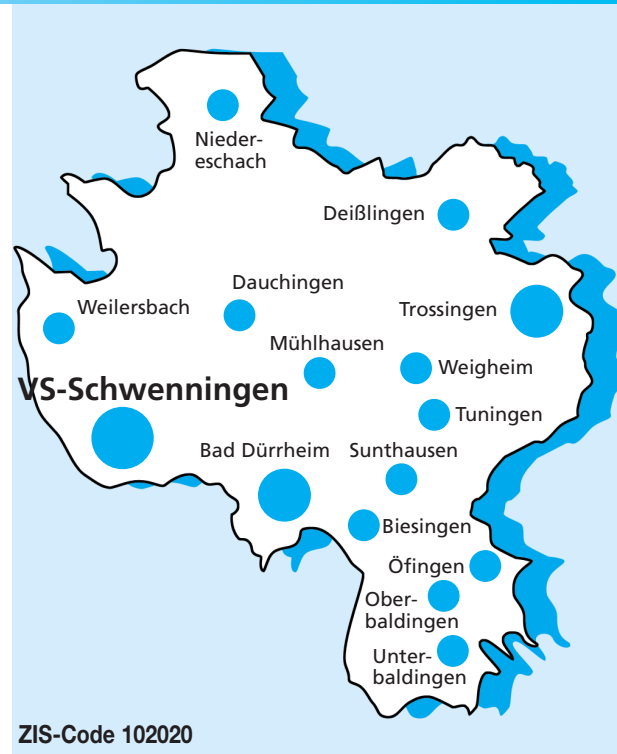 Nieder-
eschach
Deißlingen
Dauchingen
Weilersbach
Trossingen
Mühlhausen
Weigheim
VS-Schwenningen
Tuningen
Bad Dürrheim
Sunthausen
Biesingen
Öfingen
Ober-
baldingen
Unter-
baldingen
ZIS-Code 102020